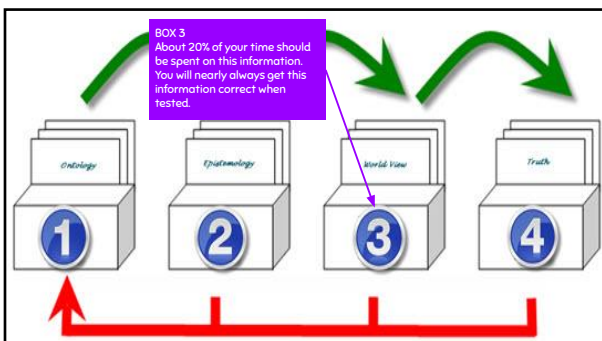 BOX 3
About 20% of your time should
be spent on this information.
You will nearly always get this
information correct when
tested.
Ontology
Epistemology
World View
Truth
1
2
3
4